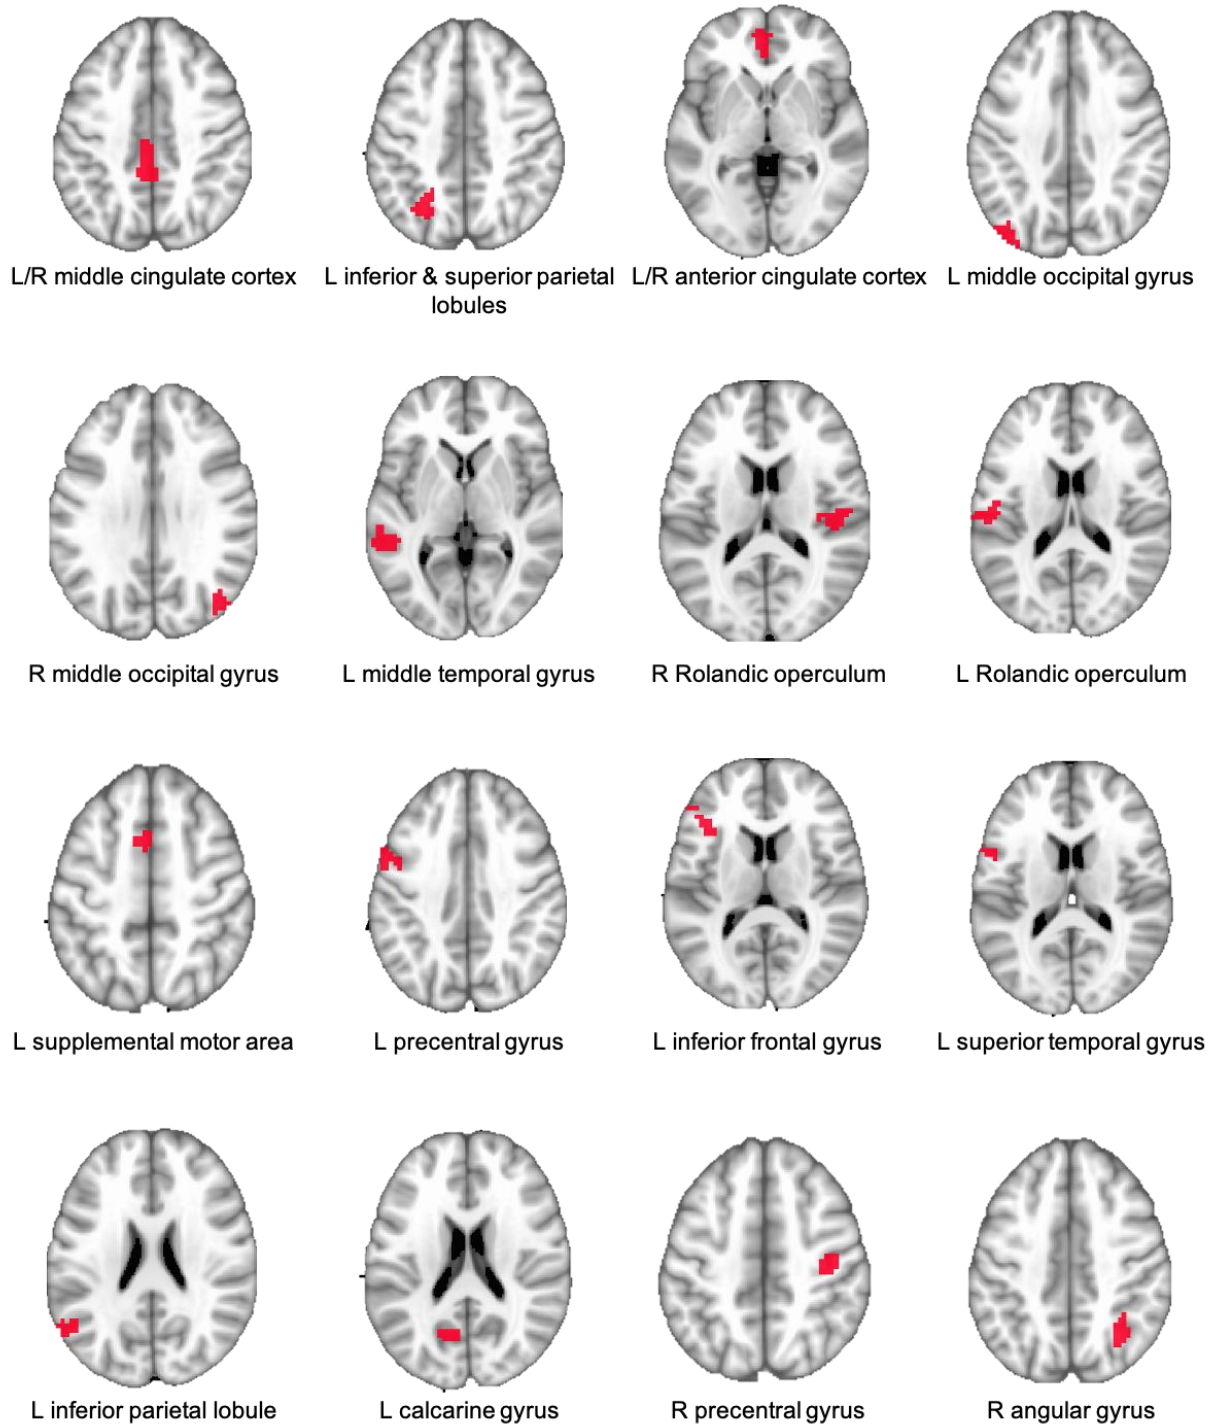 L/R middle cingulate cortex
L inferior & superior parietal
lobules
L/R anterior cingulate cortex
L middle occipital gyrus
R middle occipital gyrus
L middle temporal gyrus
R Rolandic operculum
L Rolandic operculum
L supplemental motor area
L precentral gyrus
L inferior frontal gyrus
L superior temporal gyrus
L inferior parietal lobule
L calcarine gyrus
R precentral gyrus
R angular gyrus